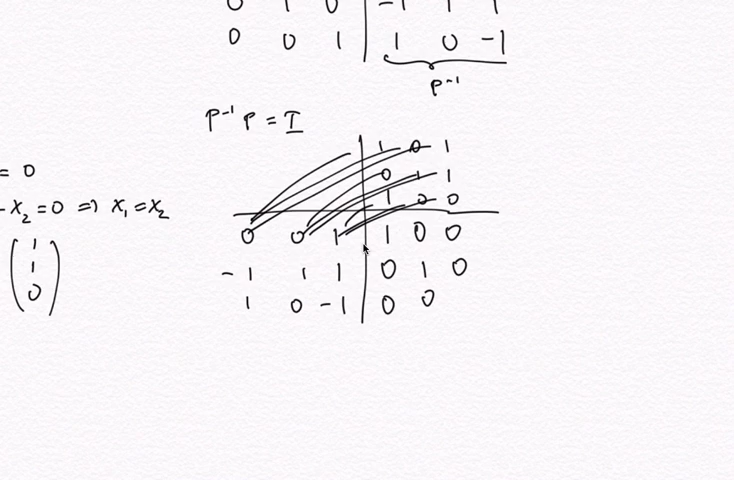 0 1 0 | -1 1 1
0 0 1 | 1 0 -1
P⁻¹
P⁻¹ P = I
= 0
-x₂ = 0 ⇒ x₁ = x₂
1
1
0
1 0 1
0 1 1
1 0 0
0 0 1 | 1 0 0
-1 1 1 | 0 1 0
1 0 -1 | 0 0